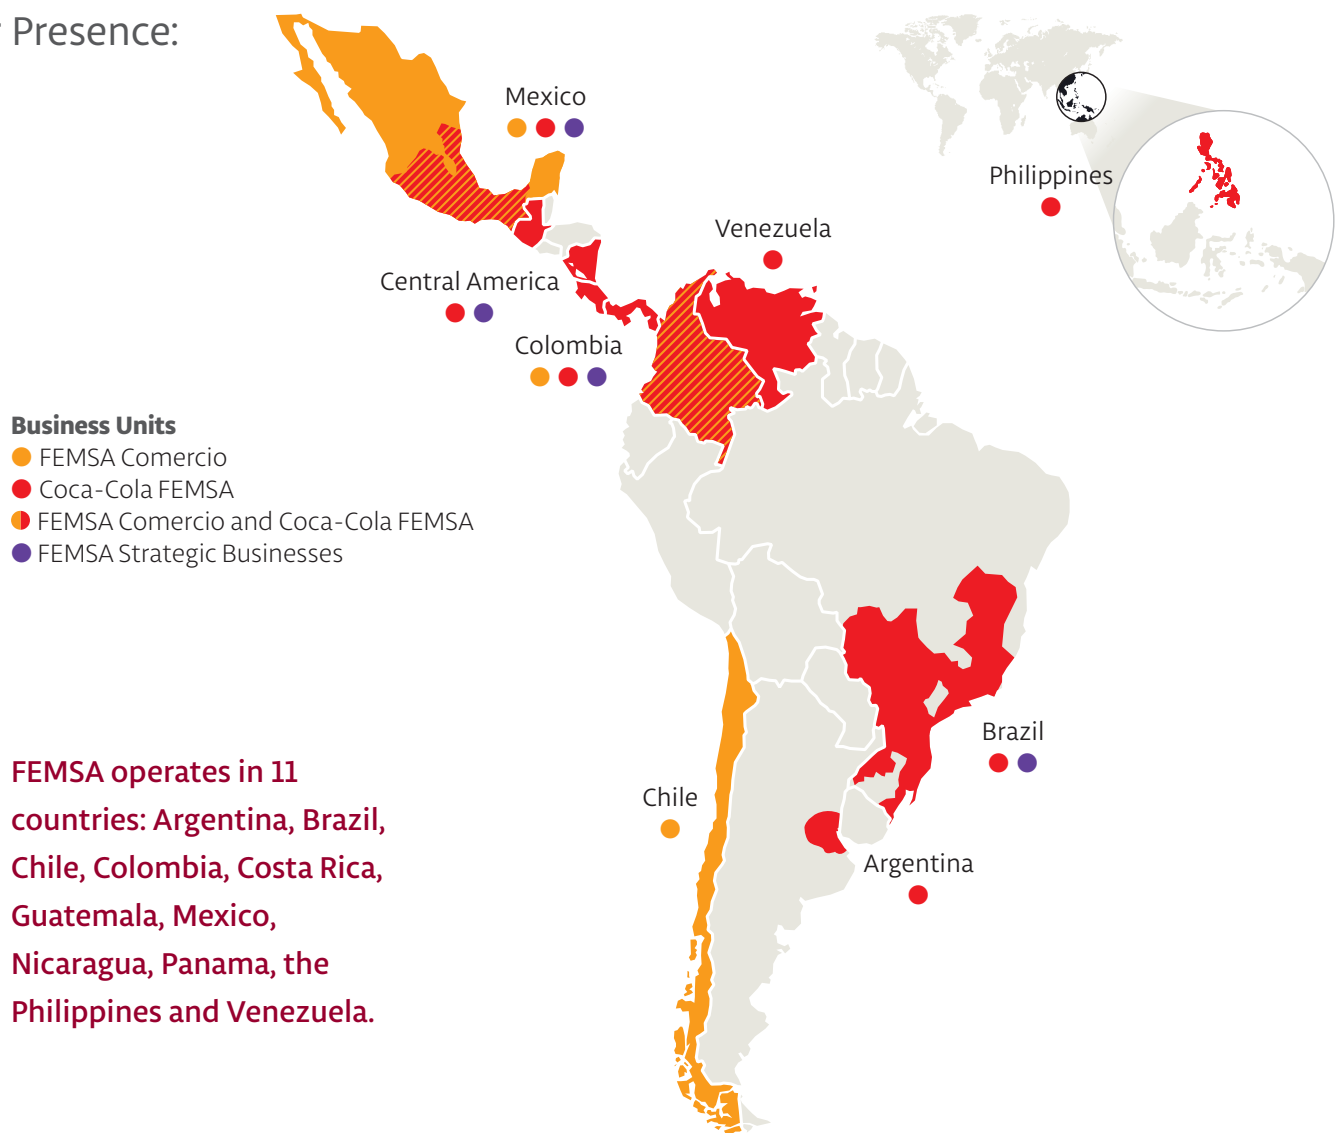 Presence:
Mexico
Philippines
Venezuela
Central America
Colombia
Business Units
FEMSA Comercio
Coca-Cola FEMSA
FEMSA Comercio and Coca-Cola FEMSA
FEMSA Strategic Businesses
Brazil
FEMSA operates in 11
countries: Argentina, Brazil,
Chile, Colombia, Costa Rica,
Guatemala, Mexico,
Nicaragua, Panama, the
Philippines and Venezuela.
Chile
Argentina